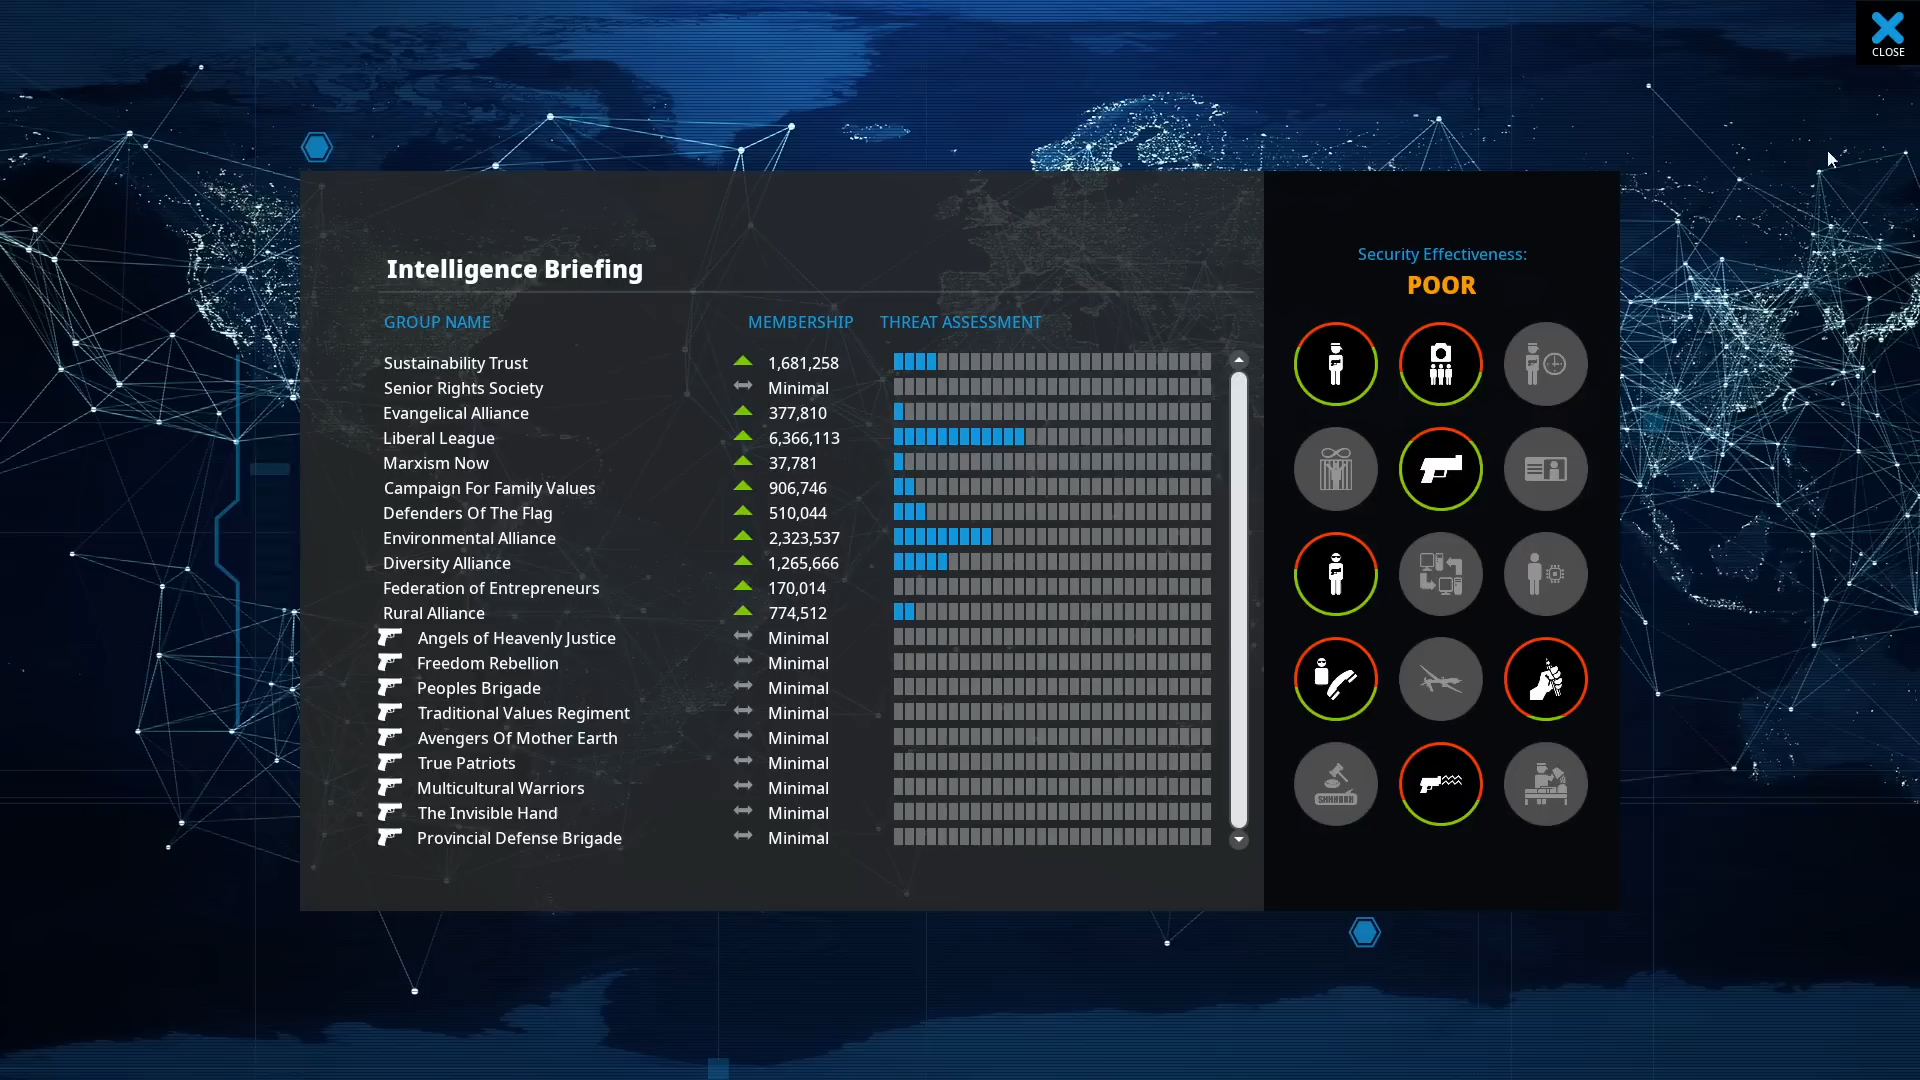 CLOSE
Intelligence Briefing
Security Effectiveness:
POOR
GROUP NAME MEMBERSHIP THREAT ASSESSMENT
Sustainability Trust 1,681,258
Senior Rights Society Minimal
Evangelical Alliance 377,810
Liberal League 6,366,113
Marxism Now 37,781
Campaign For Family Values 906,746
Defenders Of The Flag 510,044
Environmental Alliance 2,323,537
Diversity Alliance 1,265,666
Federation of Entrepreneurs 170,014
Rural Alliance 774,512
Angels of Heavenly Justice Minimal
Freedom Rebellion Minimal
Peoples Brigade Minimal
Traditional Values Regiment Minimal
Avengers Of Mother Earth Minimal
True Patriots Minimal
Multicultural Warriors Minimal
The Invisible Hand Minimal
Provincial Defense Brigade Minimal